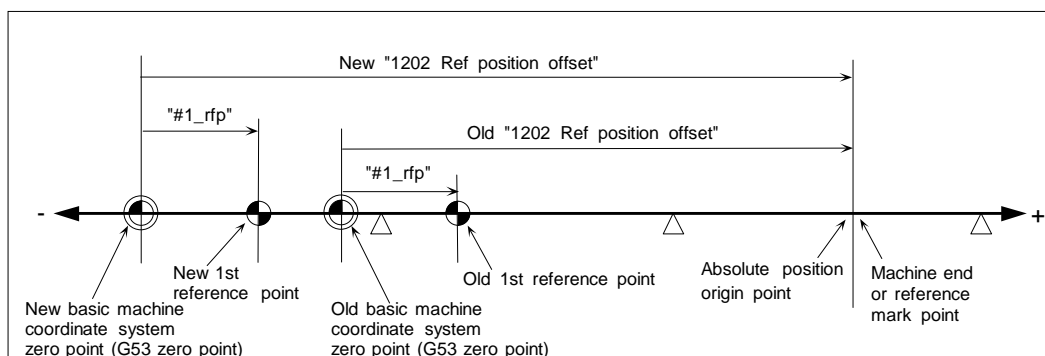 New "1202 Ref position offset"
"#1_rfp"
Old "1202 Ref position offset"
"#1_rfp"
-
+
New 1st
reference point
Old 1st reference point
Absolute position
origin point
Machine end
or reference
mark point
New basic machine
coordinate system
zero point (G53 zero point)
Old basic machine
coordinate system
zero point (G53 zero point)